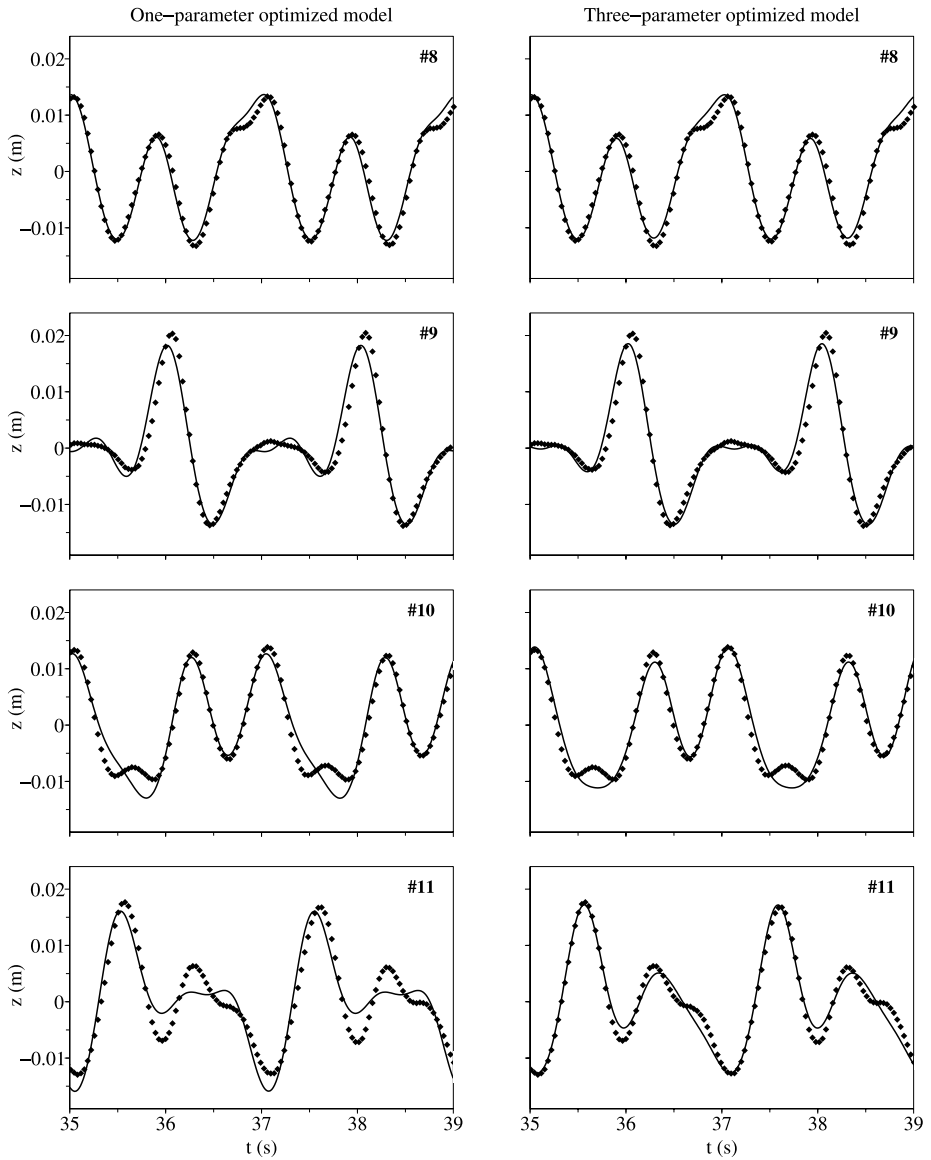 One−parameter optimized model
Three−parameter optimized model
#8
#8
0.02
0.01
0
−0.01
z (m)
#9
#9
0.02
0.01
0
−0.01
z (m)
#10
#10
0.02
0.01
0
−0.01
z (m)
#11
#11
0.02
0.01
0
−0.01
z (m)
35 36 37 38 39
35 36 37 38 39
t (s)
t (s)